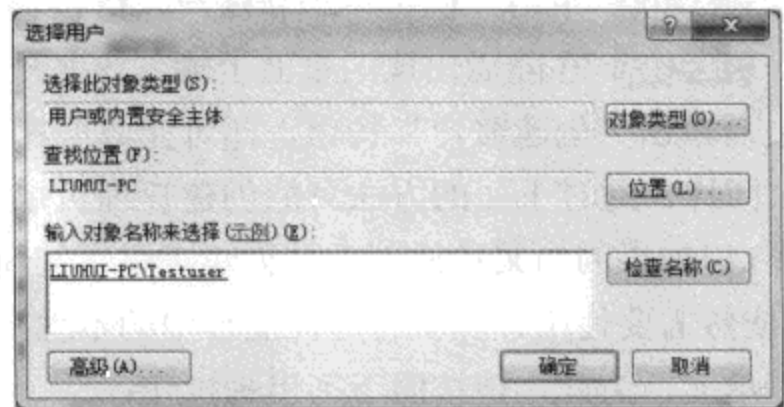 选择用户
选择此对象类型(S):
用户或内置安全主体
对象类型(O)...
查找位置(F):
LIUHUI-PC
位置(L)...
输入对象名称来选择(示例)(E):
LIUHUI-PC\Testuser
检查名称(C)
高级(A)...
确定
取消